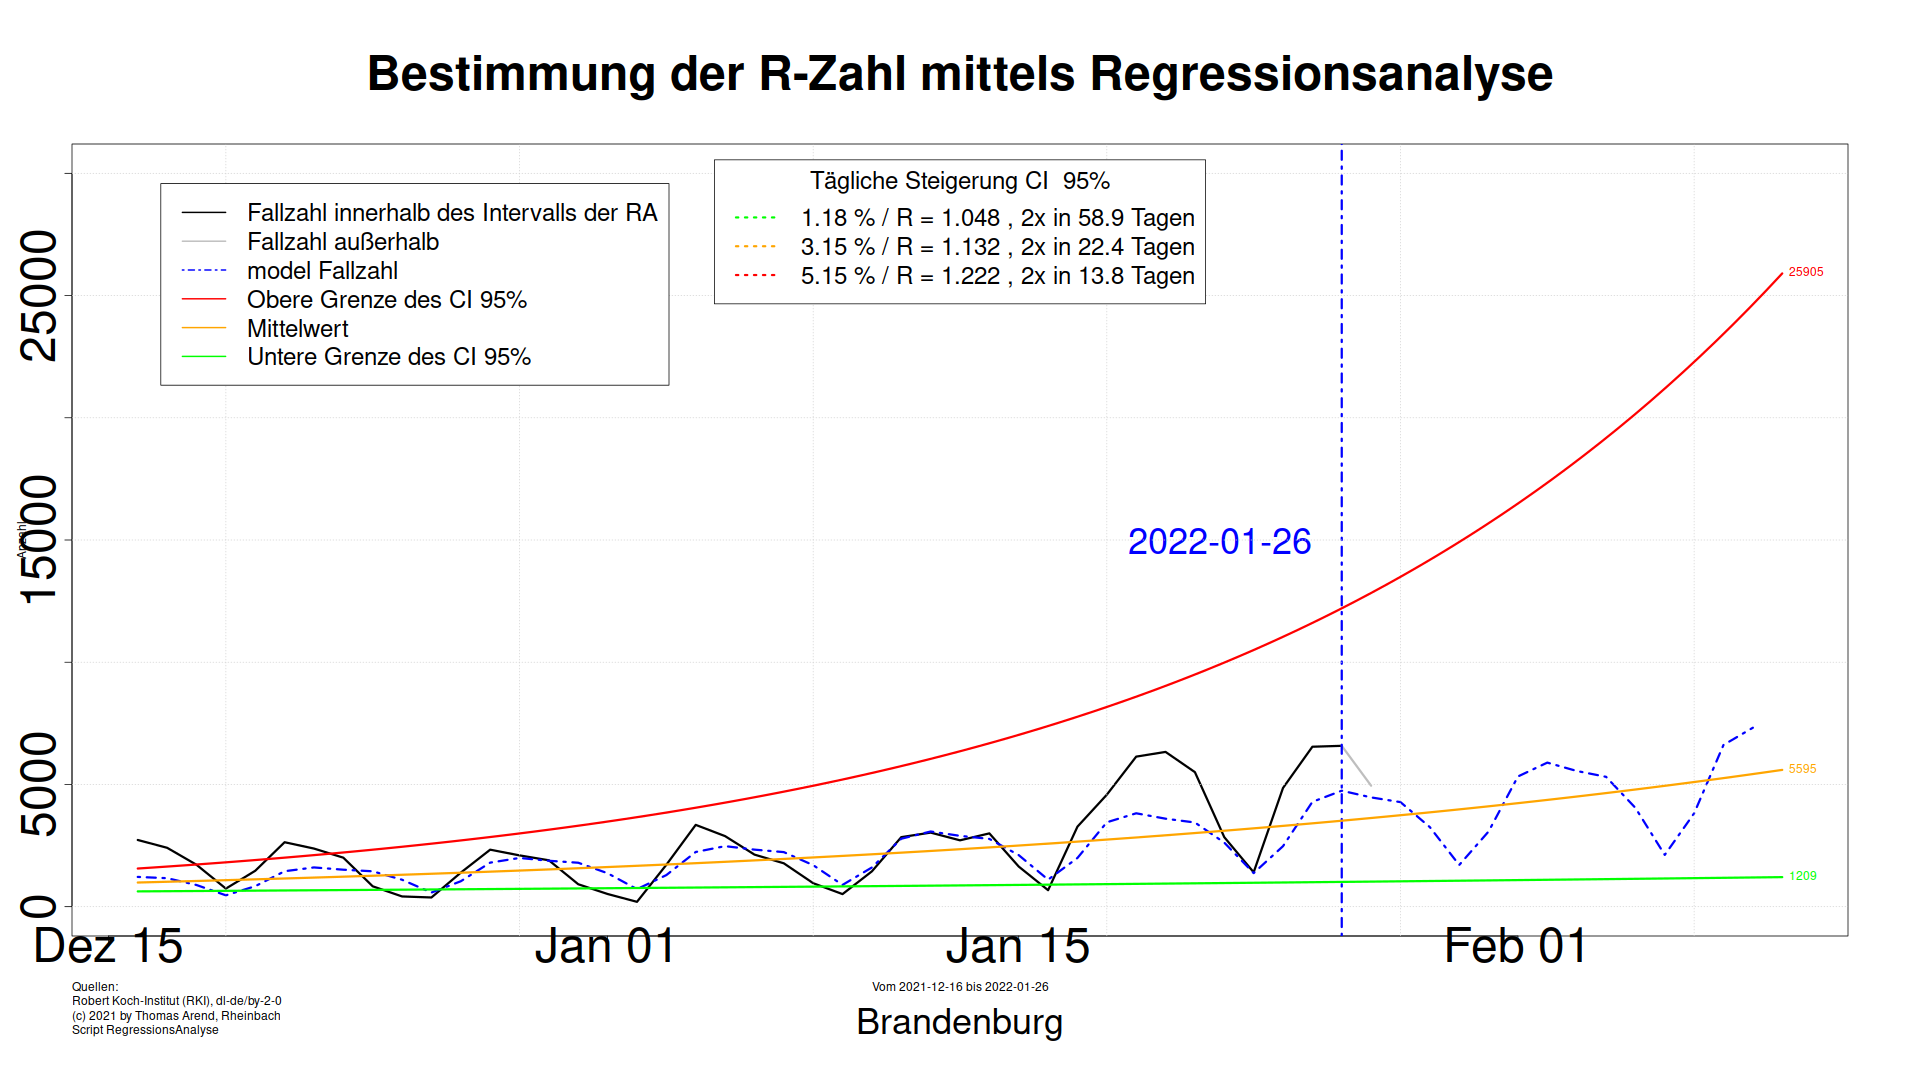 Bestimmung der R-Zahl mittels Regressionsanalyse
Fallzahl innerhalb des Intervalls der RA
Fallzahl außerhalb
model Fallzahl
Obere Grenze des CI 95%
Mittelwert
Untere Grenze des CI 95%
Tägliche Steigerung CI  95%
1.18 % / R = 1.048 , 2x in 58.9 Tagen
3.15 % / R = 1.132 , 2x in 22.4 Tagen
5.15 % / R = 1.222 , 2x in 13.8 Tagen
25905
25000
2022-01-26
15000
Anzahl
5595
5000
1209
0
Dez 15
Jan 01
Jan 15
Feb 01
Quellen:
Robert Koch-Institut (RKI), dl-de/by-2-0
(c) 2021 by Thomas Arend, Rheinbach
Script RegressionsAnalyse
Vom 2021-12-16 bis 2022-01-26
Brandenburg